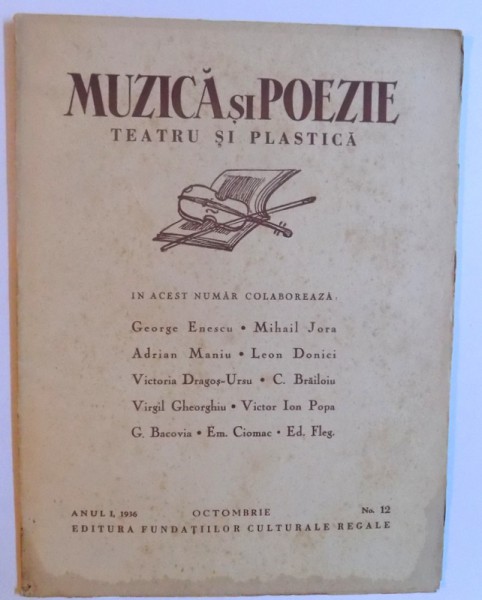 MUZICĂ ȘI POEZIE
TEATRU ȘI PLASTICĂ
IN ACEST NUMĂR COLABOREAZĂ:
George Enescu • Mihail Jora
Adrian Maniu • Leon Donici
Victoria Dragoș-Ursu • C. Brăiloiu
Virgil Gheorghiu • Victor Ion Popa
G. Bacovia • Em. Ciomac • Ed. Fleg.
ANUL I, 1936 OCTOMBRIE No. 12
EDITURA FUNDAȚIILOR CULTURALE REGALE